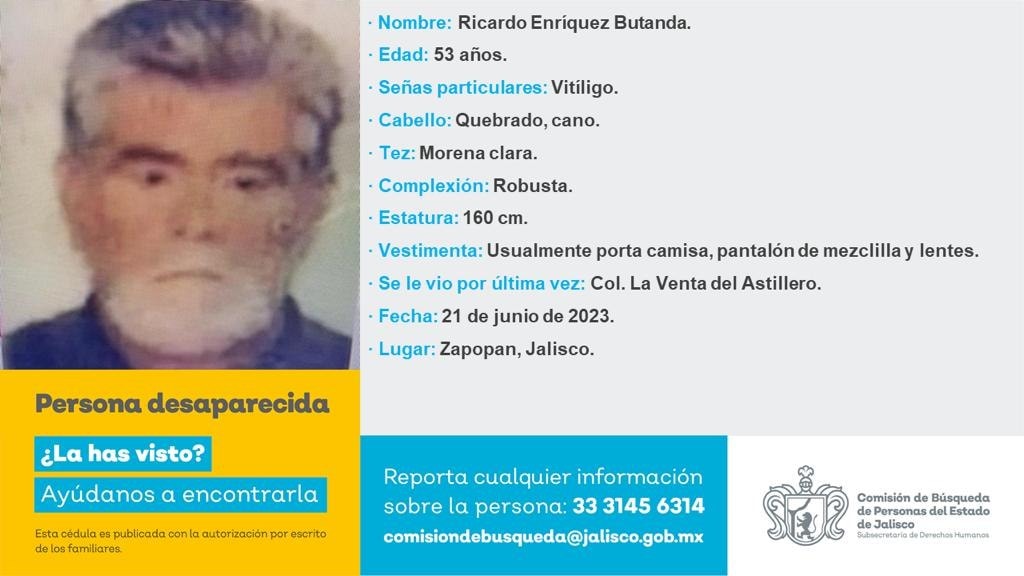 · Nombre: Ricardo Enríquez Butanda.
· Edad: 53 años.
· Señas particulares: Vitíligo.
· Cabello: Quebrado, cano.
· Tez: Morena clara.
· Complexión: Robusta.
· Estatura: 160 cm.
· Vestimenta: Usualmente porta camisa, pantalón de mezclilla y lentes.
· Se le vio por última vez: Col. La Venta del Astillero.
· Fecha: 21 de junio de 2023.
· Lugar: Zapopan, Jalisco.
Persona desaparecida
¿La has visto?
Ayúdanos a encontrarla
Esta cédula es publicada con la autorización por escrito
de los familiares.
Reporta cualquier información
sobre la persona: 33 3145 6314
comisiondebusqueda@jalisco.gob.mx
Comisión de Búsqueda
de Personas del Estado
de Jalisco
Subsecretaría de Derechos Humanos